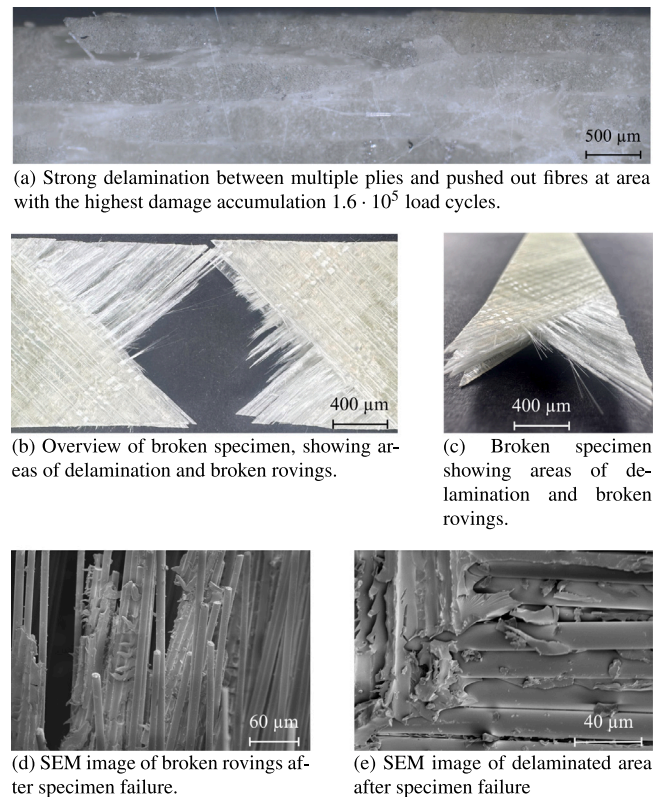 500 µm
(a) Strong delamination between multiple plies and pushed out fibres at area
with the highest damage accumulation 1.6 · 10⁵ load cycles.
400 µm
(b) Overview of broken specimen, showing ar-
eas of delamination and broken rovings.
400 µm
(c) Broken specimen
showing areas of de-
lamination and broken
rovings.
60 µm
(d) SEM image of broken rovings af-
ter specimen failure.
40 µm
(e) SEM image of delaminated area
after specimen failure